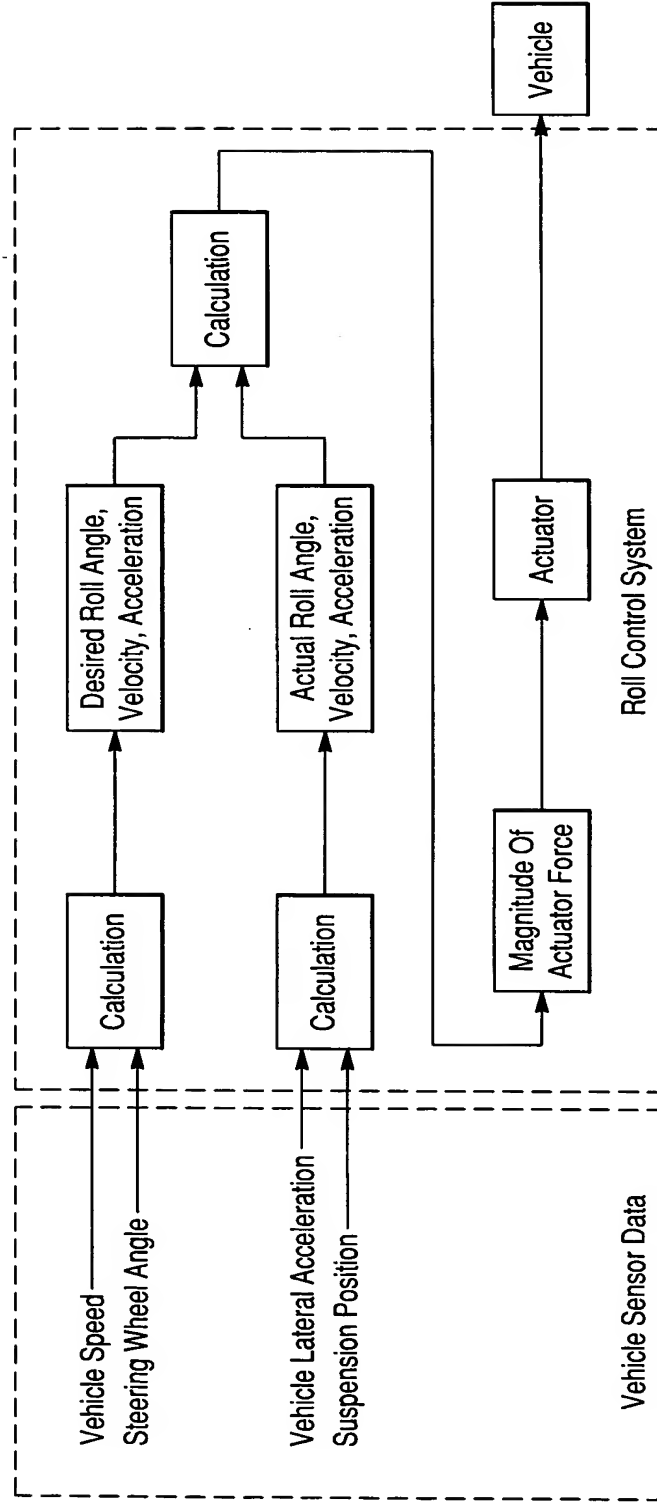 Vehicle Speed
Steering Wheel Angle
Calculation
Desired Roll Angle,
Velocity, Acceleration
Vehicle Lateral Acceleration
Suspension Position
Calculation
Actual Roll Angle,
Velocity, Acceleration
Calculation
Magnitude Of
Actuator Force
Actuator
Vehicle
Vehicle Sensor Data
Roll Control System